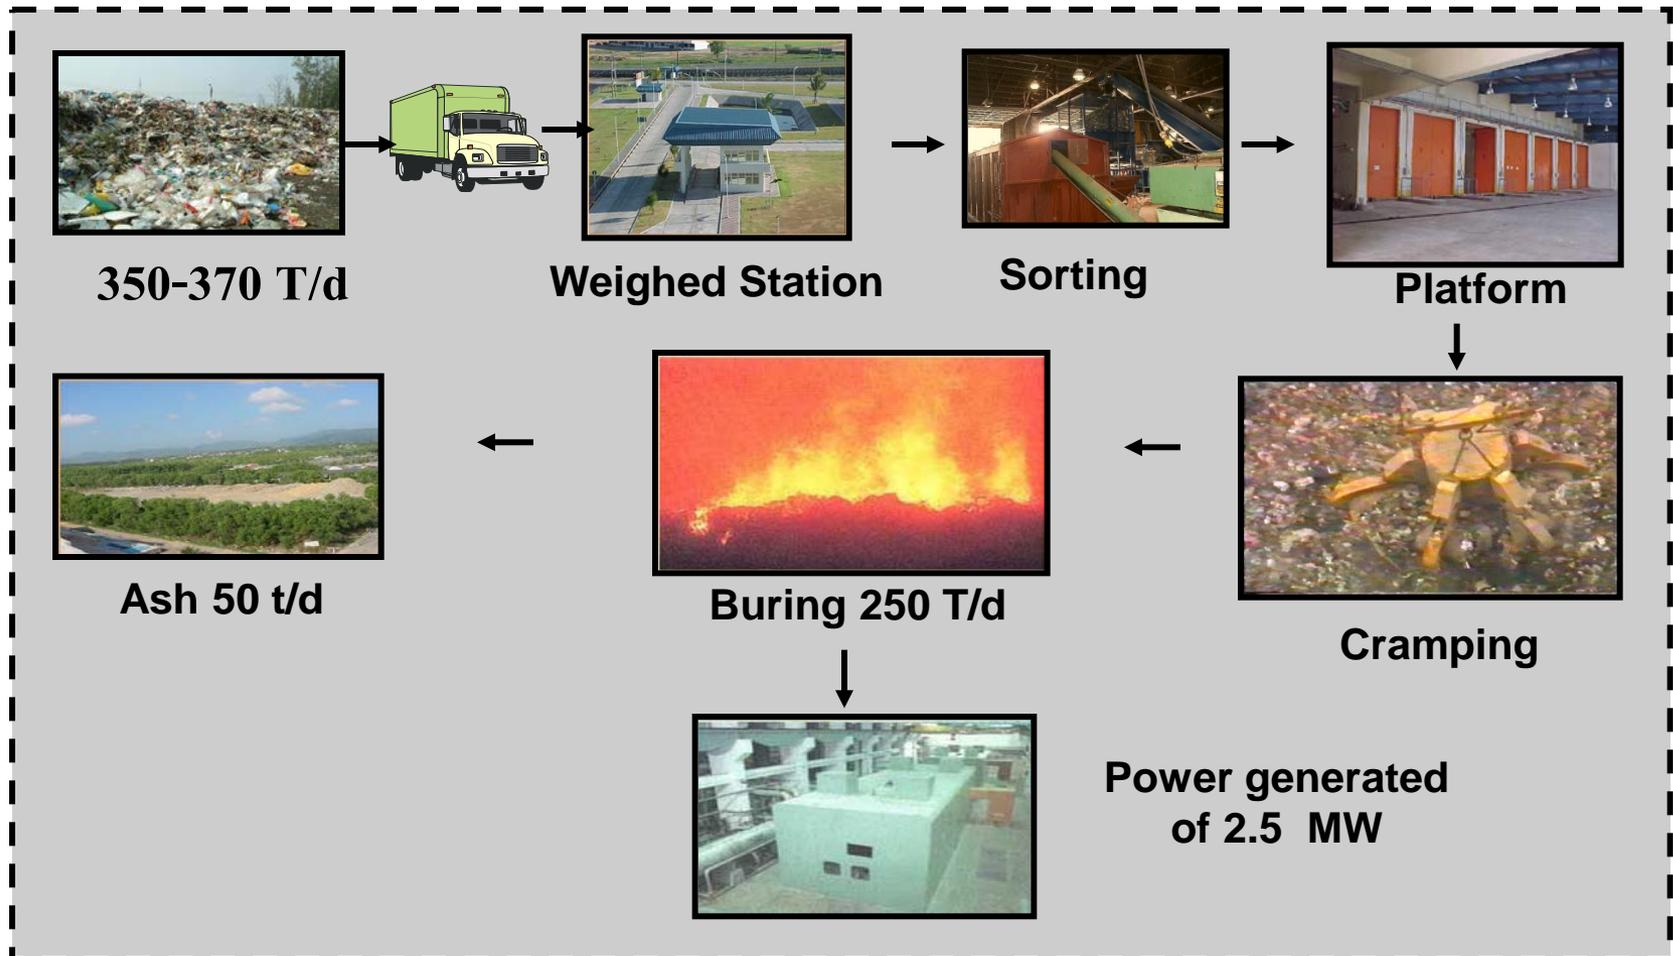 350-370 T/d
Weighed Station
Sorting
Platform
Ash 50 t/d
Buring 250 T/d
Cramping
Power generated
of 2.5 MW